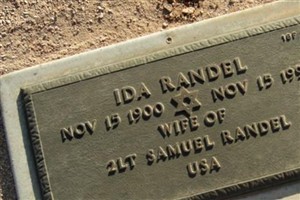 IDA RANDEL
NOV 15 1900 NOV 15
WIFE OF
2LT SAMUEL RANDEL
USA